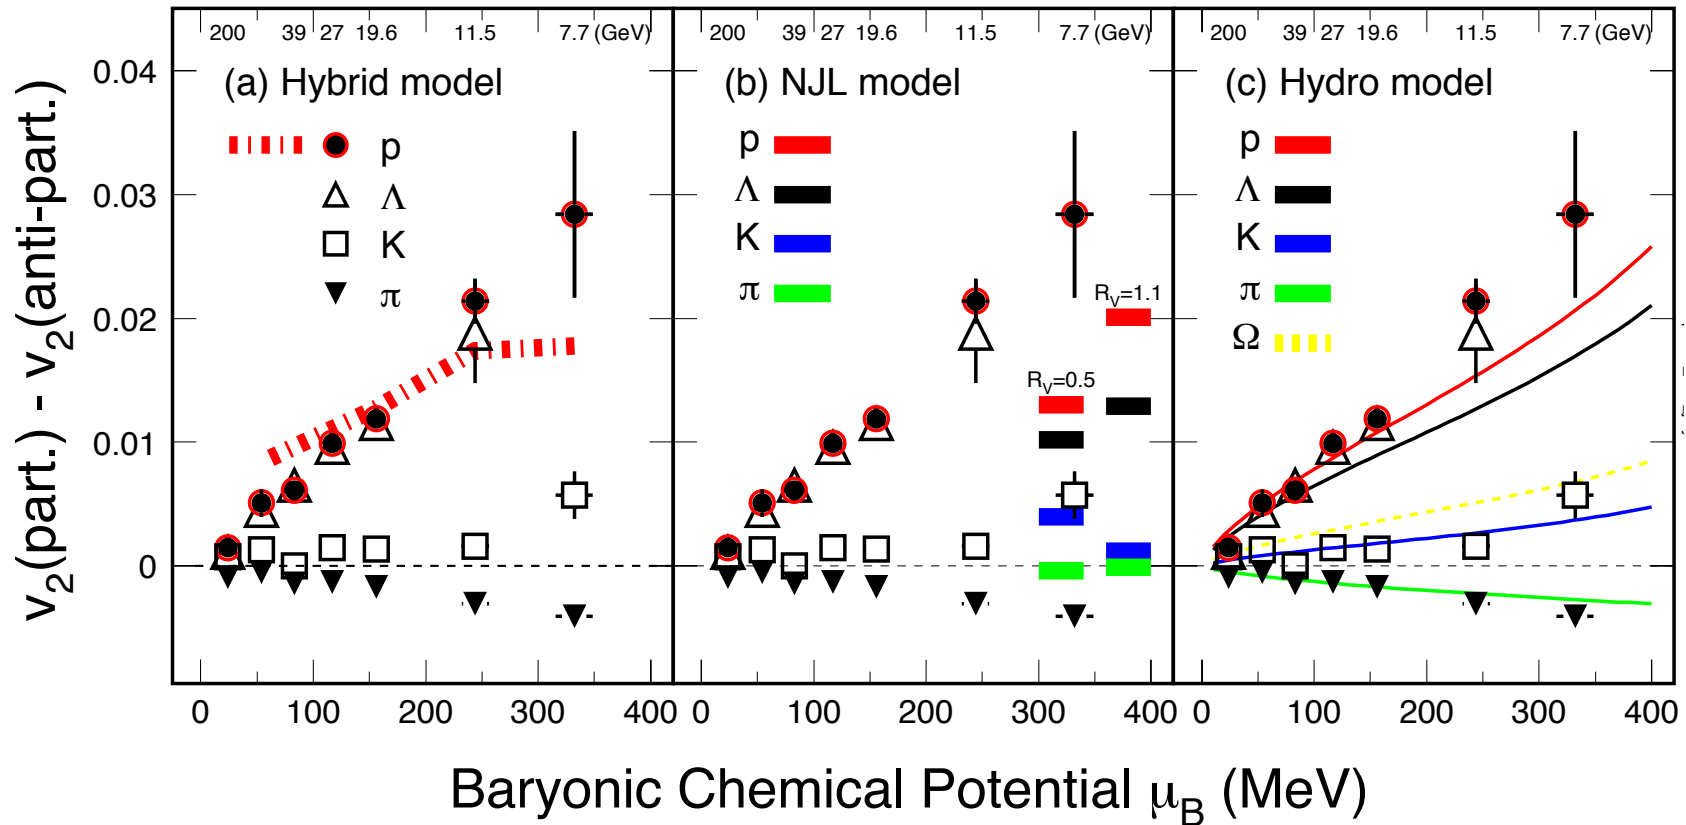 v2(part.) - v2(anti-part.)
0.04
0.03
0.02
0.01
0
200 39 27 19.6 11.5 7.7 (GeV)
(a) Hybrid model
p
Λ
K
π
0 100 200 300 400
200 39 27 19.6 11.5 7.7 (GeV)
(b) NJL model
p
Λ
K
π
RV=1.1
RV=0.5
0 100 200 300 400
200 39 27 19.6 11.5 7.7 (GeV)
(c) Hydro model
p
Λ
K
π
Ω
0 100 200 300 400
Baryonic Chemical Potential μB (MeV)